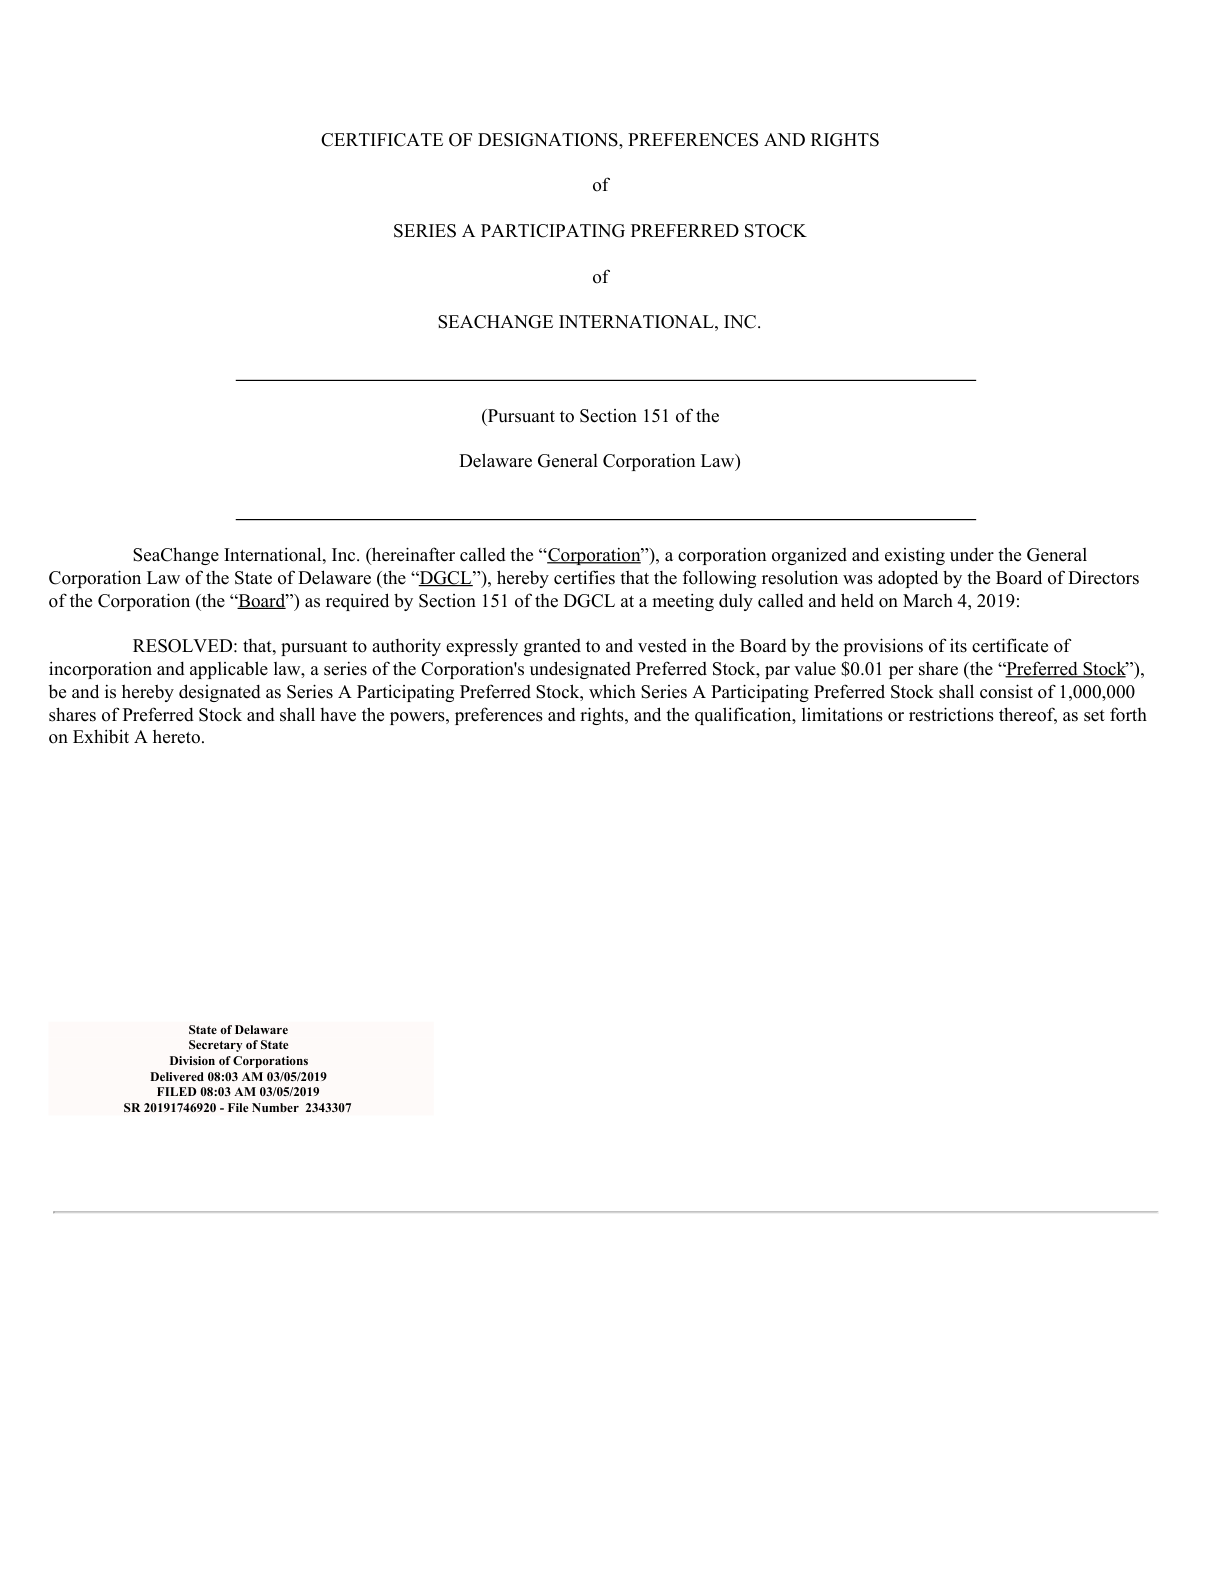 CERTIFICATE OF DESIGNATIONS, PREFERENCES AND RIGHTS
of
SERIES A PARTICIPATING PREFERRED STOCK
of
SEACHANGE INTERNATIONAL, INC.
(Pursuant to Section 151 of the
Delaware General Corporation Law)
SeaChange International, Inc. (hereinafter called the “Corporation”), a corporation organized and existing under the General
Corporation Law of the State of Delaware (the “DGCL”), hereby certifies that the following resolution was adopted by the Board of Directors
of the Corporation (the “Board”) as required by Section 151 of the DGCL at a meeting duly called and held on March 4, 2019:
RESOLVED: that, pursuant to authority expressly granted to and vested in the Board by the provisions of its certificate of
incorporation and applicable law, a series of the Corporation's undesignated Preferred Stock, par value $0.01 per share (the “Preferred Stock”),
be and is hereby designated as Series A Participating Preferred Stock, which Series A Participating Preferred Stock shall consist of 1,000,000
shares of Preferred Stock and shall have the powers, preferences and rights, and the qualification, limitations or restrictions thereof, as set forth
on Exhibit A hereto.
State of Delaware
Secretary of State
Division of Corporations
Delivered 08:03 AM 03/05/2019
FILED 08:03 AM 03/05/2019
SR 20191746920 - File Number 2343307